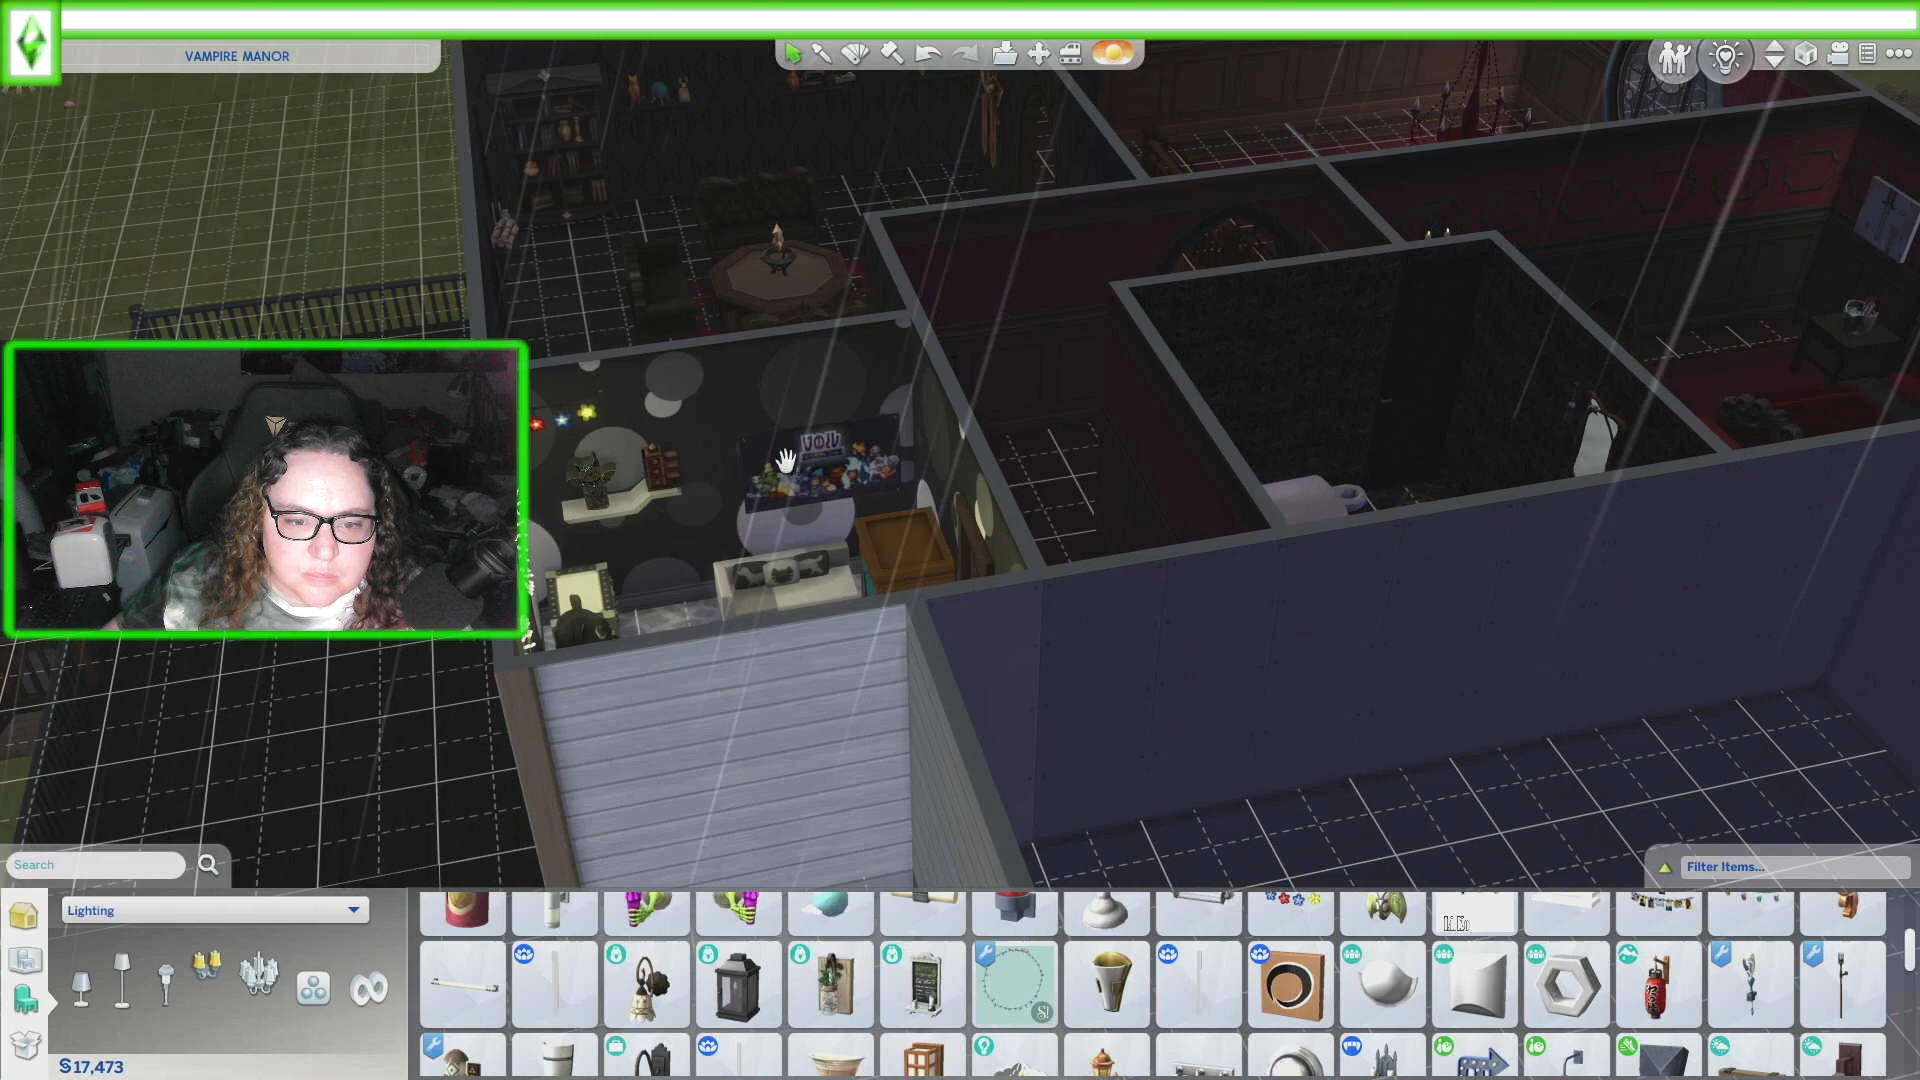 VAMPIRE MANOR
Search
Filter Items...
Lighting
§17,473